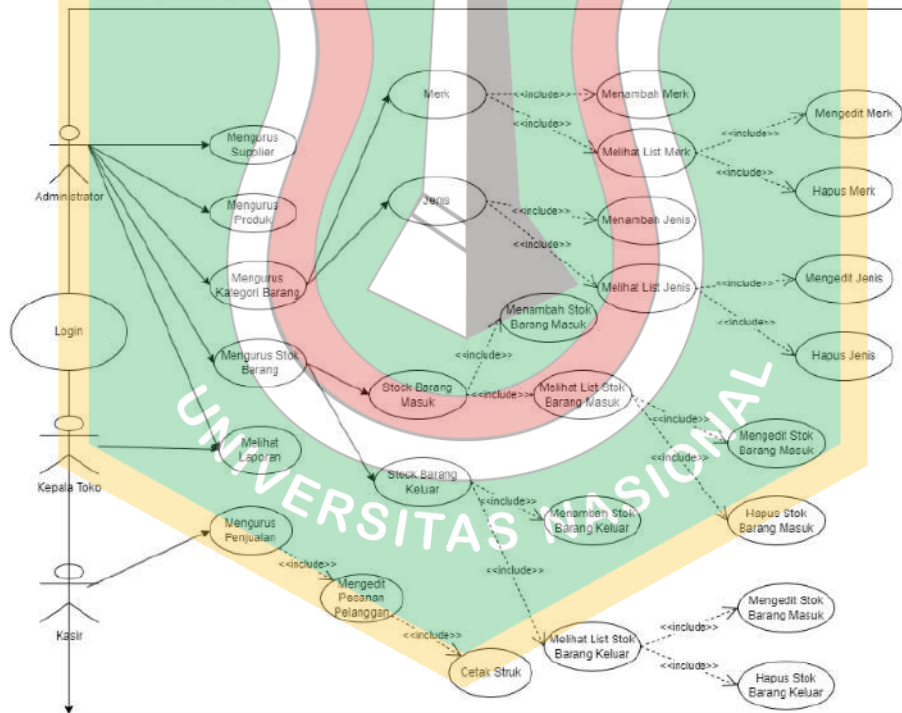 Merk
<<include>>
Menambah Merk
<<include>>
Melihat List Merk
<<include>>
Mengedit Merk
<<include>>
Hapus Merk
Administrator
Mengurus
Supplier
Mengurus
Produk
Jenis
<<include>>
Menambah Jenis
<<include>>
Melihat List Jenis
<<include>>
Mengedit Jenis
<<include>>
Hapus Jenis
Mengurus
Kategori Barang
Login
Mengurus Stok
Barang
Menambah Stok
Barang Masuk
<<include>>
Stock Barang
Masuk
<<include>>
Melihat List Stok
Barang Masuk
<<include>>
Mengedit Stok
Barang Masuk
<<include>>
Hapus Stok
Barang Masuk
Kepala Toko
Melihat
Laporan
Stock Barang
Keluar
<<include>>
Menambah Stok
Barang Keluar
<<include>>
Melihat List Stok
Barang Keluar
<<include>>
Mengedit Stok
Barang Masuk
<<include>>
Hapus Stok
Barang Keluar
Kasir
Mengurus
Penjualan
<<include>>
Mengedit
Pesanan
Pelanggan
<<include>>
Cetak Struk
UNIVERSITAS NASIONAL